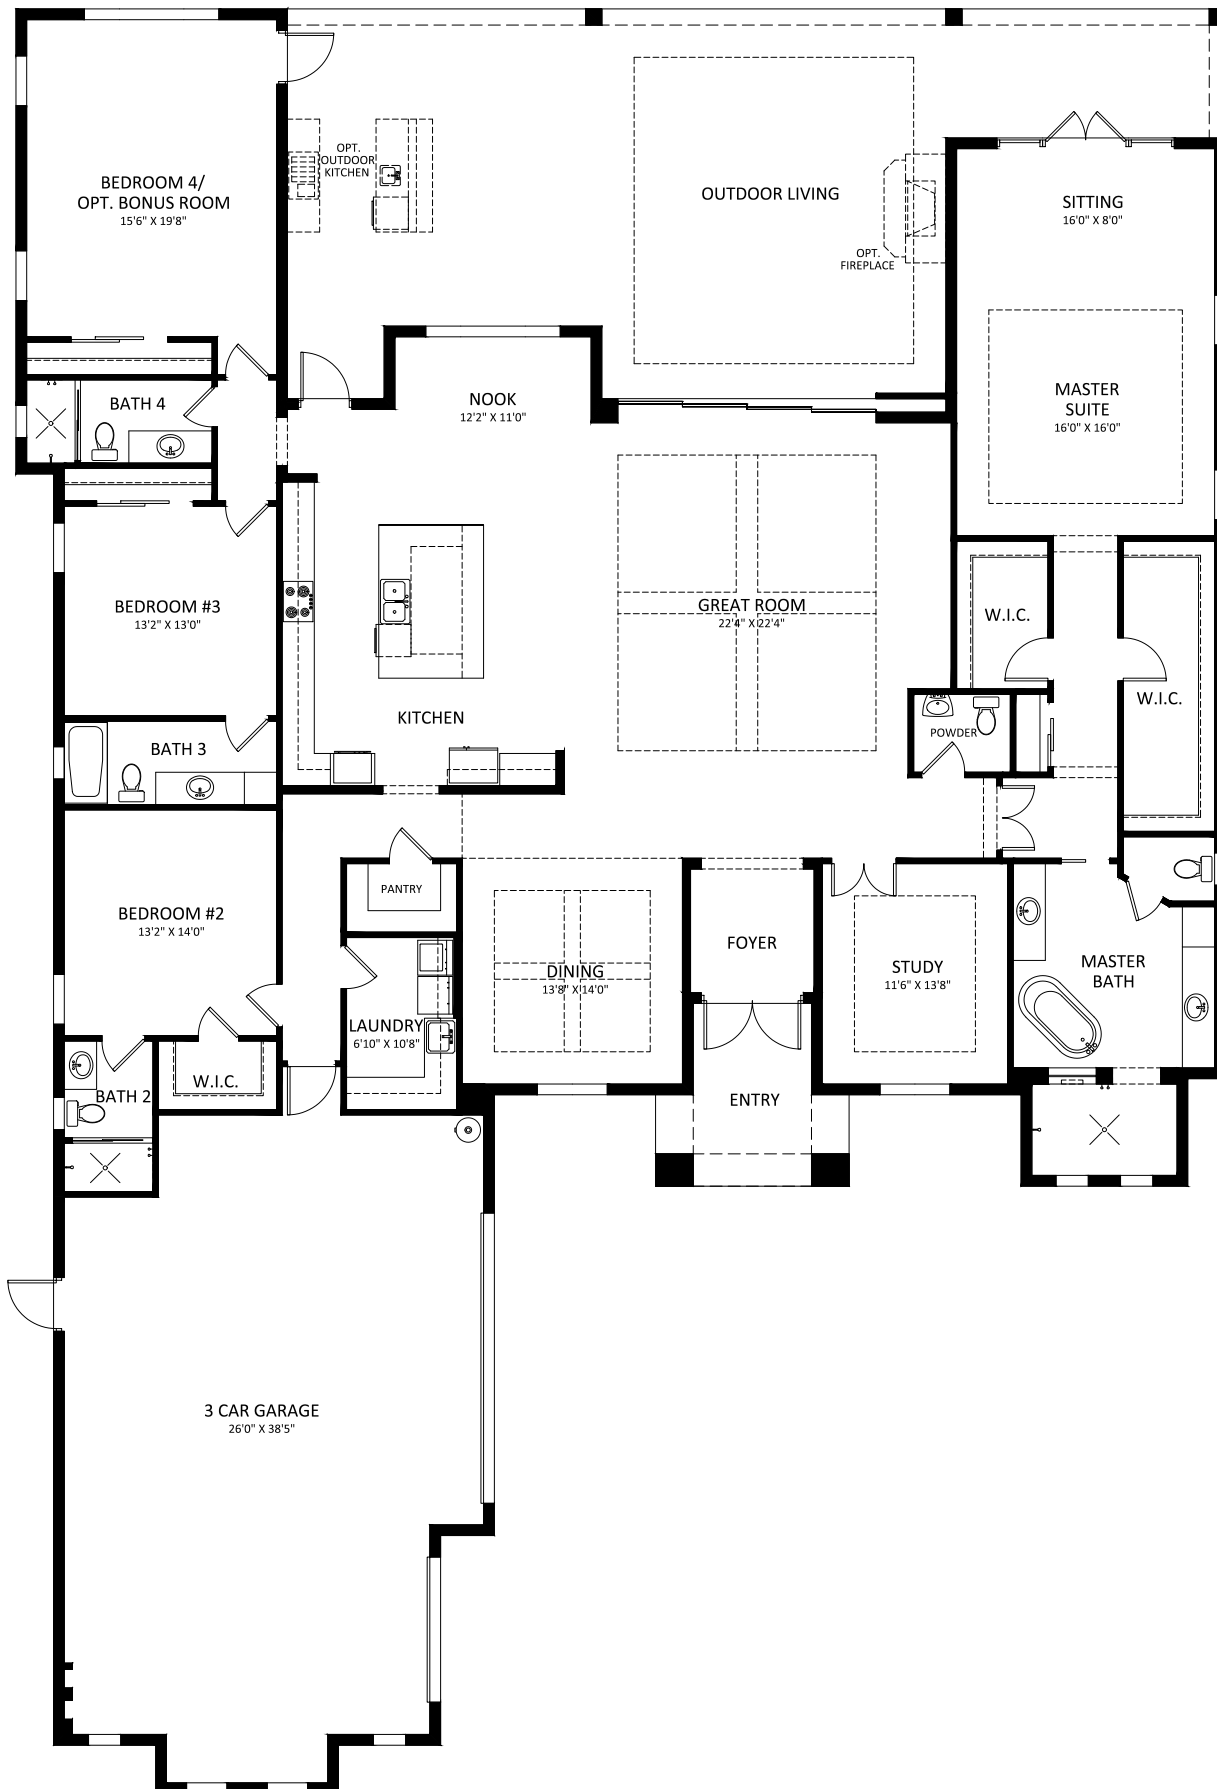 BEDROOM 4/
OPT. BONUS ROOM
15'6" X 19'8"
OPT.
OUTDOOR
KITCHEN
OUTDOOR LIVING
OPT.
FIREPLACE
SITTING
16'0" X 8'0"
BATH 4
NOOK
12'2" X 11'0"
MASTER
SUITE
16'0" X 16'0"
BEDROOM #3
13'2" X 13'0"
GREAT ROOM
22'4" X 22'4"
W.I.C.
W.I.C.
KITCHEN
POWDER
BATH 3
PANTRY
BEDROOM #2
13'2" X 14'0"
FOYER
DINING
13'8" X 14'0"
STUDY
11'6" X 13'8"
MASTER
BATH
LAUNDRY
6'10" X 10'8"
W.I.C.
BATH 2
ENTRY
3 CAR GARAGE
26'0" X 38'5"